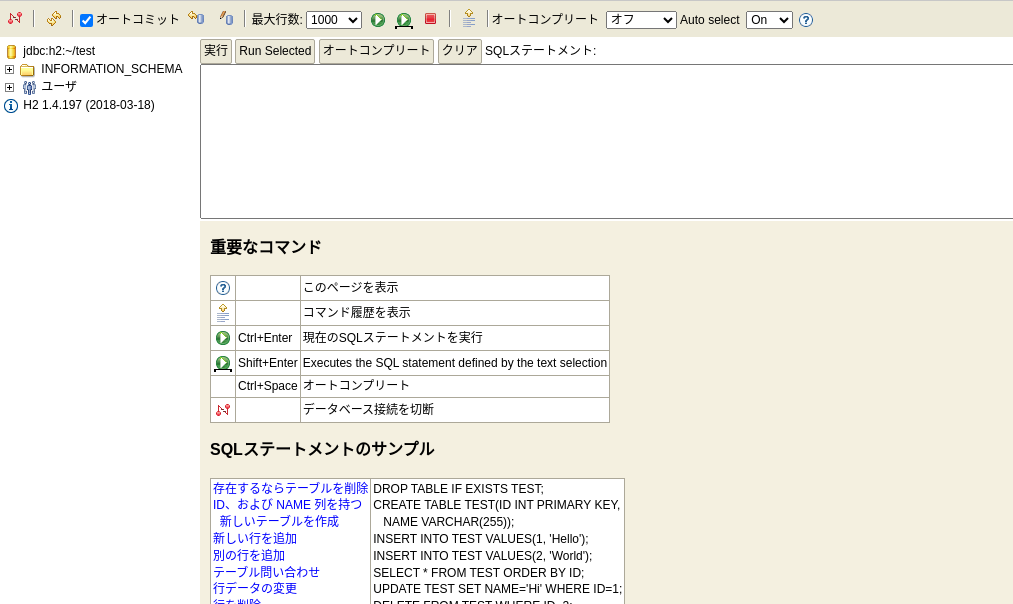 オートコミット 最大行数: 1000 オートコンプリート オフ Auto select On
jdbc:h2:~/test
INFORMATION_SCHEMA
ユーザ
H2 1.4.197 (2018-03-18)
実行 Run Selected オートコンプリート クリア SQLステートメント:
重要なコマンド
このページを表示
コマンド履歴を表示
Ctrl+Enter 現在のSQLステートメントを実行
Shift+Enter Executes the SQL statement defined by the text selection
Ctrl+Space オートコンプリート
データベース接続を切断
SQLステートメントのサンプル
存在するならテーブルを削除 DROP TABLE IF EXISTS TEST;
ID、および NAME 列を持つ CREATE TABLE TEST(ID INT PRIMARY KEY,
新しいテーブルを作成 NAME VARCHAR(255));
新しい行を追加 INSERT INTO TEST VALUES(1, 'Hello');
別の行を追加 INSERT INTO TEST VALUES(2, 'World');
テーブル問い合わせ SELECT * FROM TEST ORDER BY ID;
行データの変更 UPDATE TEST SET NAME='Hi' WHERE ID=1;
行を削除 DELETE FROM TEST WHERE ID=2;